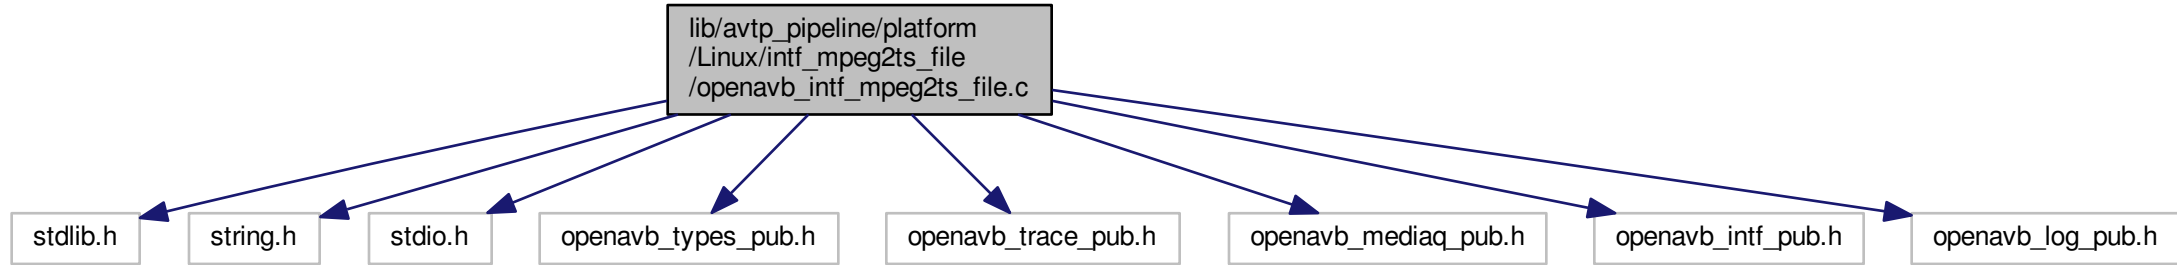 lib/avtp_pipeline/platform
/Linux/intf_mpeg2ts_file
/openavb_intf_mpeg2ts_file.c
stdlib.h
string.h
stdio.h
openavb_types_pub.h
openavb_trace_pub.h
openavb_mediaq_pub.h
openavb_intf_pub.h
openavb_log_pub.h